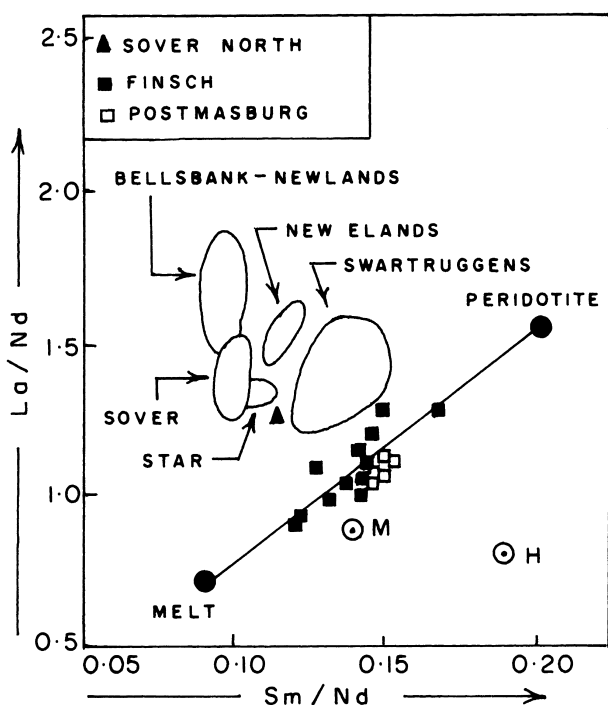 2.5
SOVER NORTH
FINSCH
POSTMASBURG
BELLSBANK-NEWLANDS
2.0
NEW ELANDS
SWARTRUGGENS
PERIDOTITE
1.5
La/Nd
SOVER
STAR
1.0
M
H
MELT
0.5
0.05 0.10 0.15 0.20
Sm/Nd